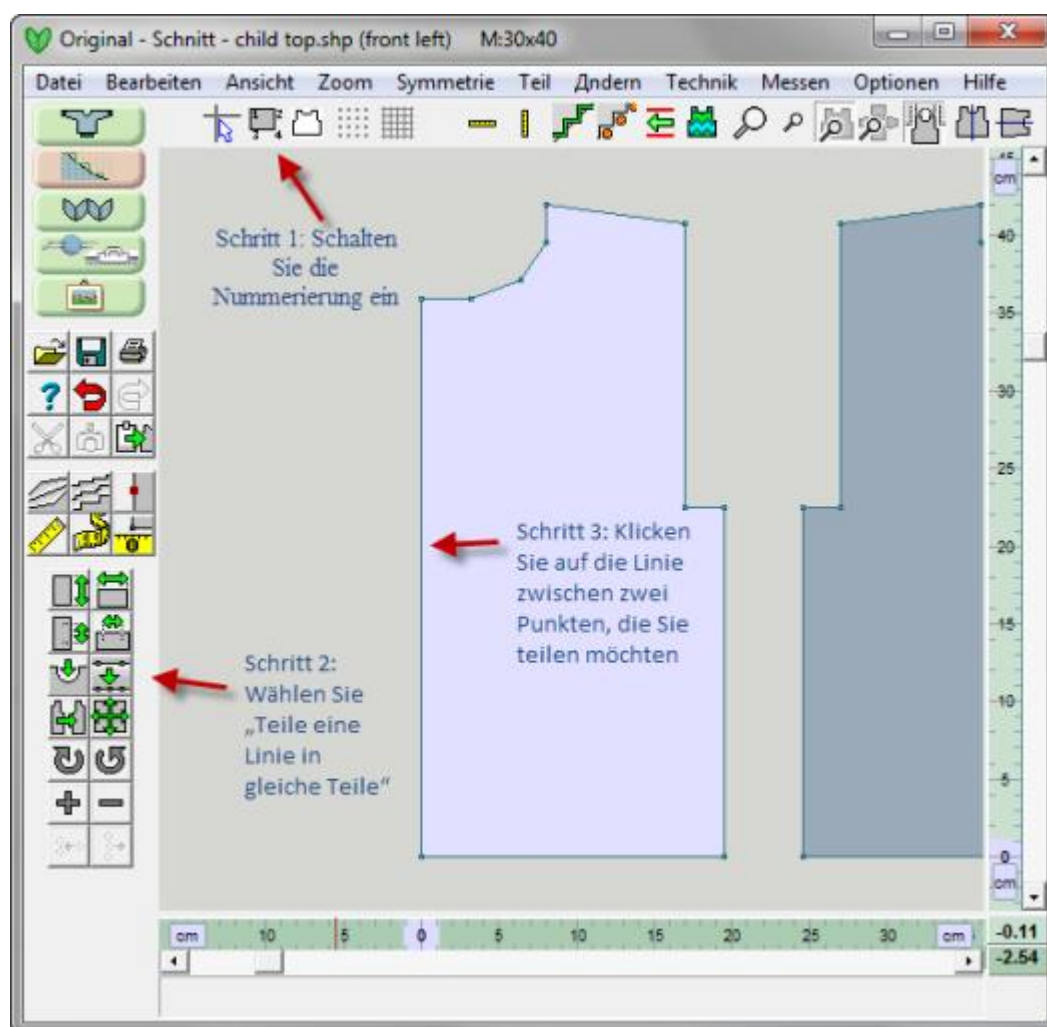 Original - Schnitt - child top.shp (front left) M:30x40
Datei Bearbeiten Ansicht Zoom Symmetrie Teil Дndern Technik Messen Optionen Hilfe
Schritt 1: Schalten
Sie die
Nummerierung ein
Schritt 3: Klicken
Sie auf die Linie
zwischen zwei
Punkten, die Sie
teilen möchten
Schritt 2:
Wählen Sie
„Teile eine
Linie in
gleiche Teile“
45
cm
40
35
30
25
20
15
10
5
0
cm
cm 10 5 0 5 10 15 20 25 30 cm
-0.11
-2.54